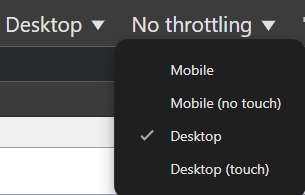 Desktop ▼ No throttling ▼
Mobile
Mobile (no touch)
Desktop
Desktop (touch)